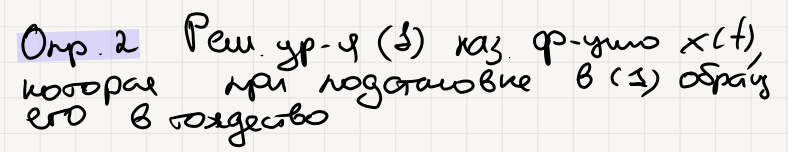 Опр. 2 Реш. ур-я (1) наз. ф-цию x(t),
которая при подстановке в (1) обращ
его в тождество